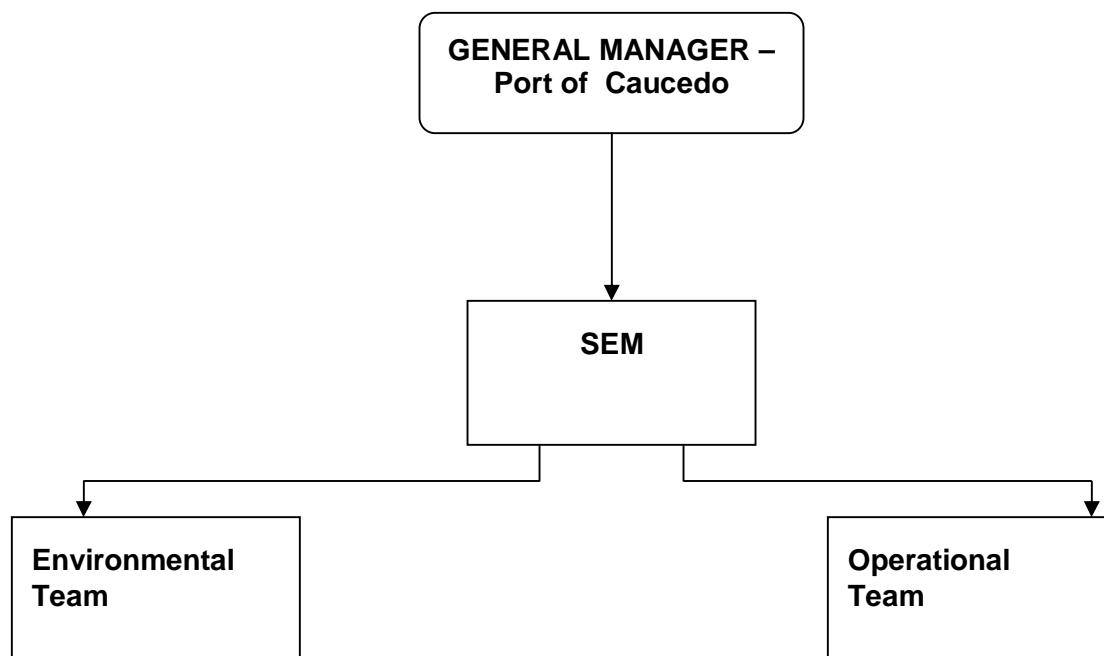 GENERAL MANAGER –
Port of  Caucedo
SEM
Environmental
Team
Operational
Team